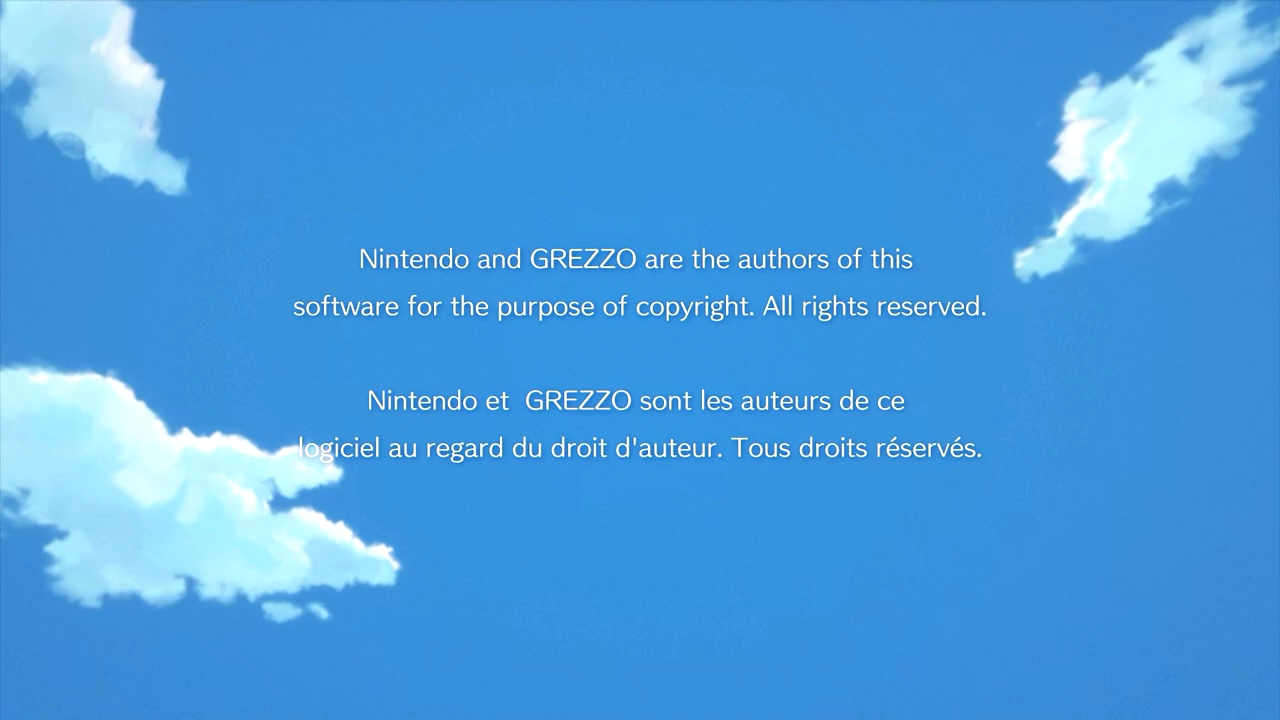 Nintendo and GREZZO are the authors of this
software for the purpose of copyright. All rights reserved.
Nintendo et  GREZZO sont les auteurs de ce
logiciel au regard du droit d'auteur. Tous droits réservés.